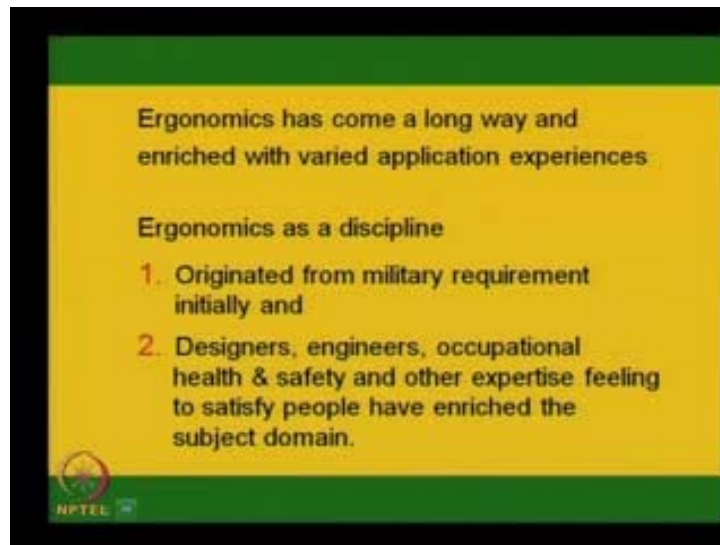 Ergonomics has come a long way and
enriched with varied application experiences
Ergonomics as a discipline
1. Originated from military requirement
initially and
2. Designers, engineers, occupational
health & safety and other expertise feeling
to satisfy people have enriched the
subject domain.
NPTEL